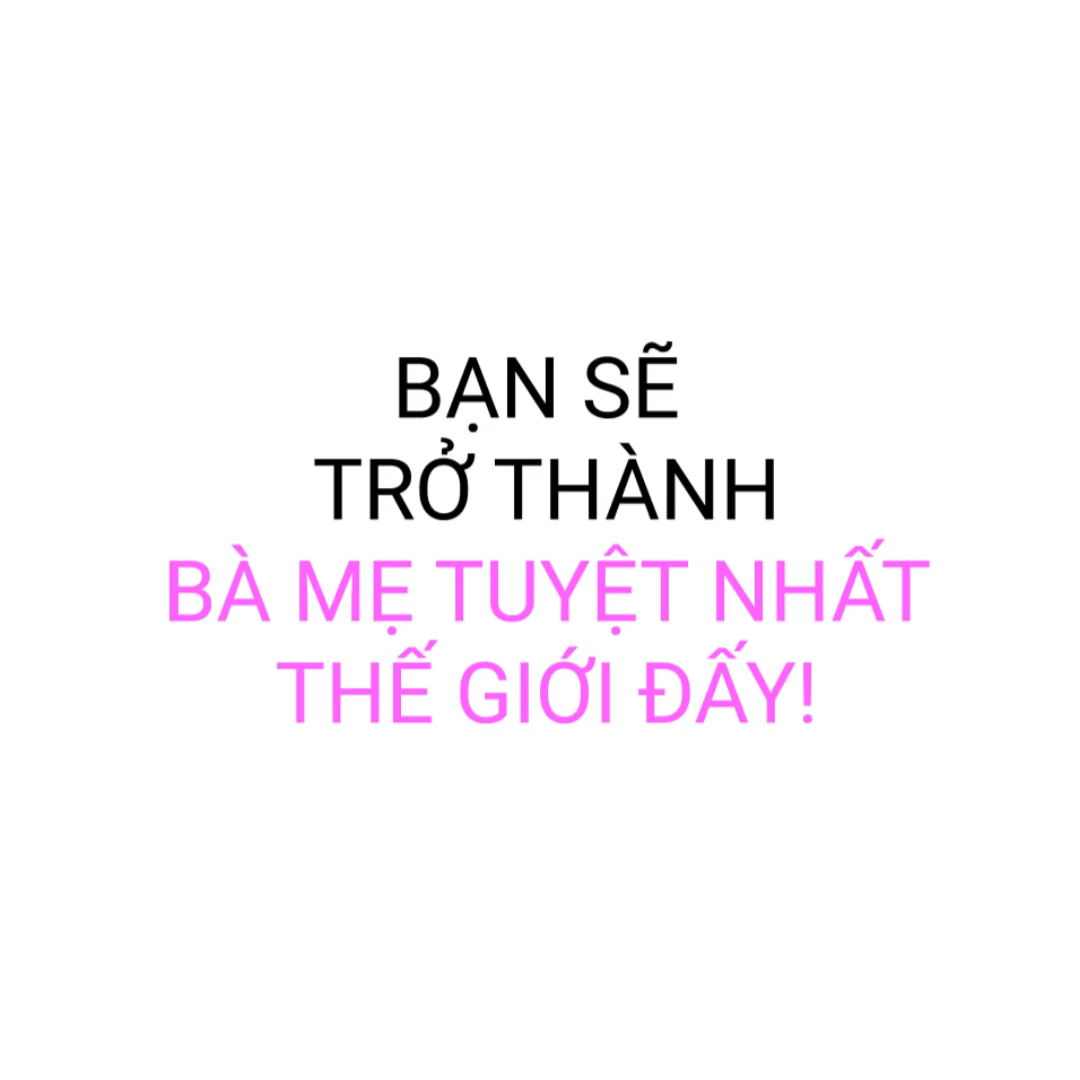 BẠN SẼ
TRỞ THÀNH
BÀ MẸ TUYỆT NHẤT
THẾ GIỚI ĐẤY!